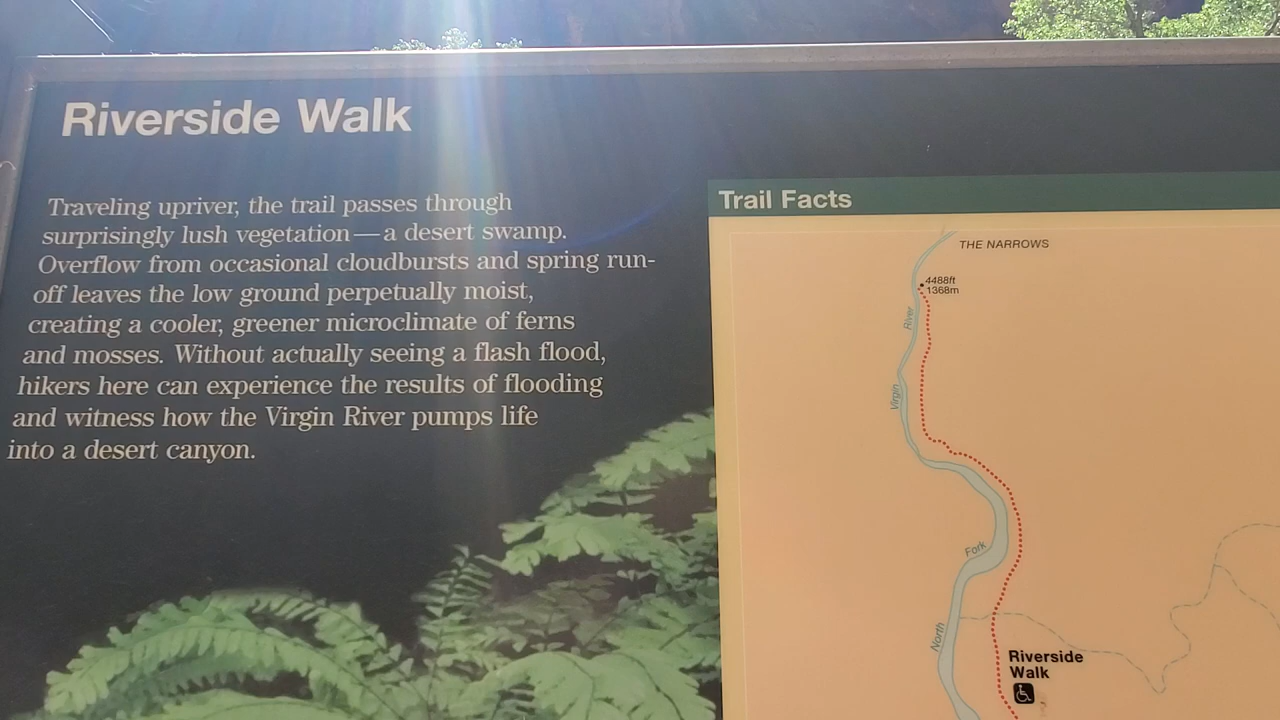 Riverside Walk
Traveling upriver, the trail passes through
surprisingly lush vegetation — a desert swamp.
Overflow from occasional cloudbursts and spring run-
off leaves the low ground perpetually moist,
creating a cooler, greener microclimate of ferns
and mosses. Without actually seeing a flash flood,
hikers here can experience the results of flooding
and witness how the Virgin River pumps life
into a desert canyon.
Trail Facts
THE NARROWS
4488ft
1368m
River
Virgin
Fork
North
Riverside
Walk